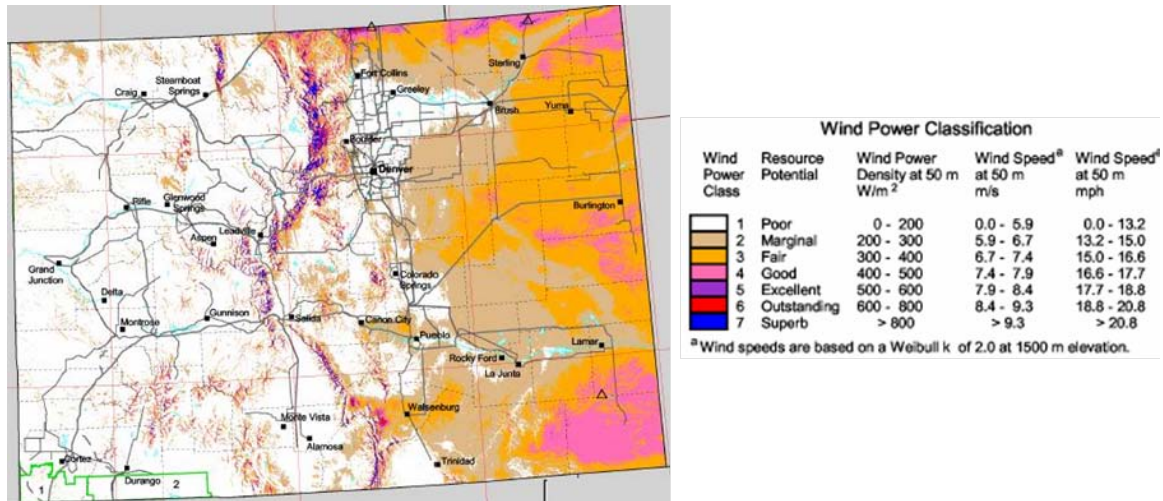 Sterling
Fort Collins
Steamboat
Springs
Craig
Greeley
Brush
Yuma
Boulder
Denver
Rifle
Glenwood
Springs
Burlington
Leadville
Aspen
Grand
Junction
Colorado
Springs
Delta
Gunnison
Salida
Canon City
Montrose
Pueblo
Lamar
Rocky Ford
La Junta
Walsenburg
Monte Vista
Alamosa
Cortez
Trinidad
Durango
1
2
Wind Power Classification
Wind Resource Wind Power Wind Speed a Wind Speed a
Power Potential Density at 50 m at 50 m at 50 m
Class W/m 2 m/s mph
1 Poor 0 - 200 0.0 - 5.9 0.0 - 13.2
2 Marginal 200 - 300 5.9 - 6.7 13.2 - 15.0
3 Fair 300 - 400 6.7 - 7.4 15.0 - 16.6
4 Good 400 - 500 7.4 - 7.9 16.6 - 17.7
5 Excellent 500 - 600 7.9 - 8.4 17.7 - 18.8
6 Outstanding 600 - 800 8.4 - 9.3 18.8 - 20.8
7 Superb > 800 > 9.3 > 20.8
a Wind speeds are based on a Weibull k of 2.0 at 1500 m elevation.